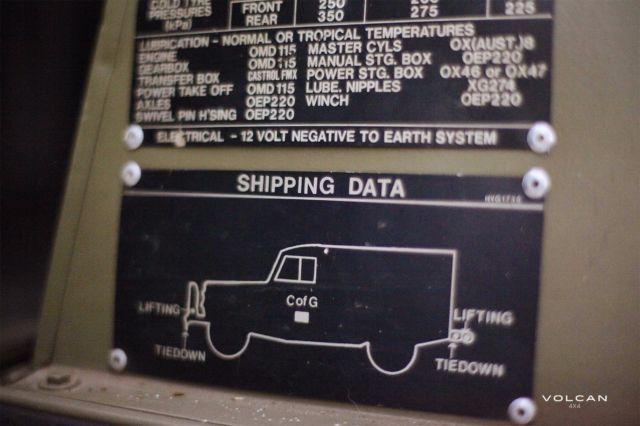 COLD TYRE
PRESSURES
(kPa)
FRONT 250
REAR 350 275 225
LUBRICATION - NORMAL OR TROPICAL TEMPERATURES
ENGINE OMD 115 MASTER CYLS OX(AUST.)8
GEARBOX OMD 115 MANUAL STG. BOX OEP220
TRANSFER BOX CASTROL FMX POWER STG. BOX OX46 or OX47
POWER TAKE OFF OMD 115 LUBE. NIPPLES XG274
AXLES OEP220 WINCH OEP220
SWIVEL PIN H'SING OEP220
ELECTRICAL - 12 VOLT NEGATIVE TO EARTH SYSTEM
SHIPPING DATA
C of G
LIFTING
LIFTING
TIEDOWN
TIEDOWN
VOLCAN
4X4